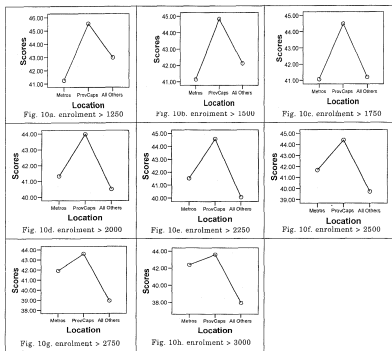 46.00
45.00
44.00
43.00
42.00
41.00
Scores
Metros ProvCaps All Others
Location
Fig. 10a. enrolment > 1250
45.00
44.00
43.00
42.00
41.00
Scores
Metros ProvCaps All Others
Location
Fig. 10b. enrolment > 1500
45.00
44.00
43.00
42.00
41.00
Scores
Metros ProvCaps All Others
Location
Fig. 10c. enrolment > 1750
44.00
43.00
42.00
41.00
40.00
Scores
Metros ProvCaps All Others
Location
Fig. 10d. enrolment > 2000
45.00
44.00
43.00
42.00
41.00
40.00
Scores
Metros ProvCaps All Others
Location
Fig. 10e. enrolment > 2250
45.00
44.00
43.00
42.00
41.00
40.00
39.00
Scores
Metros ProvCaps All Others
Location
Fig. 10f. enrolment > 2500
44.00
43.00
42.00
41.00
40.00
39.00
38.00
Scores
Metros ProvCaps All Others
Location
Fig. 10g. enrolment > 2750
44.00
42.00
40.00
38.00
Scores
Metros ProvCaps All Others
Location
Fig. 10h. enrolment > 3000